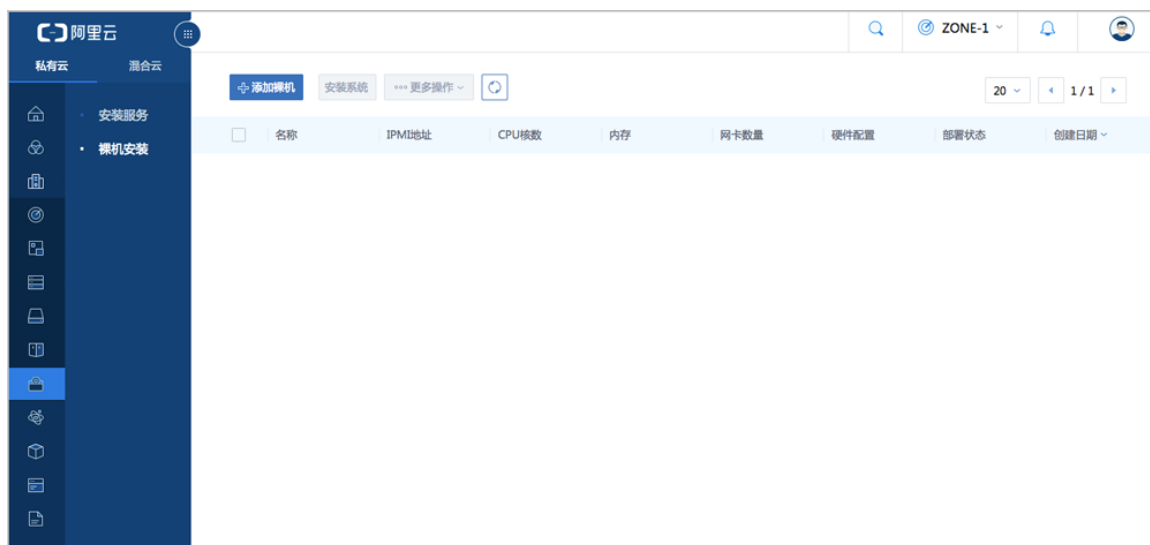 阿里云
ZONE-1
私有云 混合云
添加裸机 安装系统 更多操作
20 1 / 1
安装服务
裸机安装
名称 IPMI地址 CPU核数 内存 网卡数量 硬件配置 部署状态 创建日期